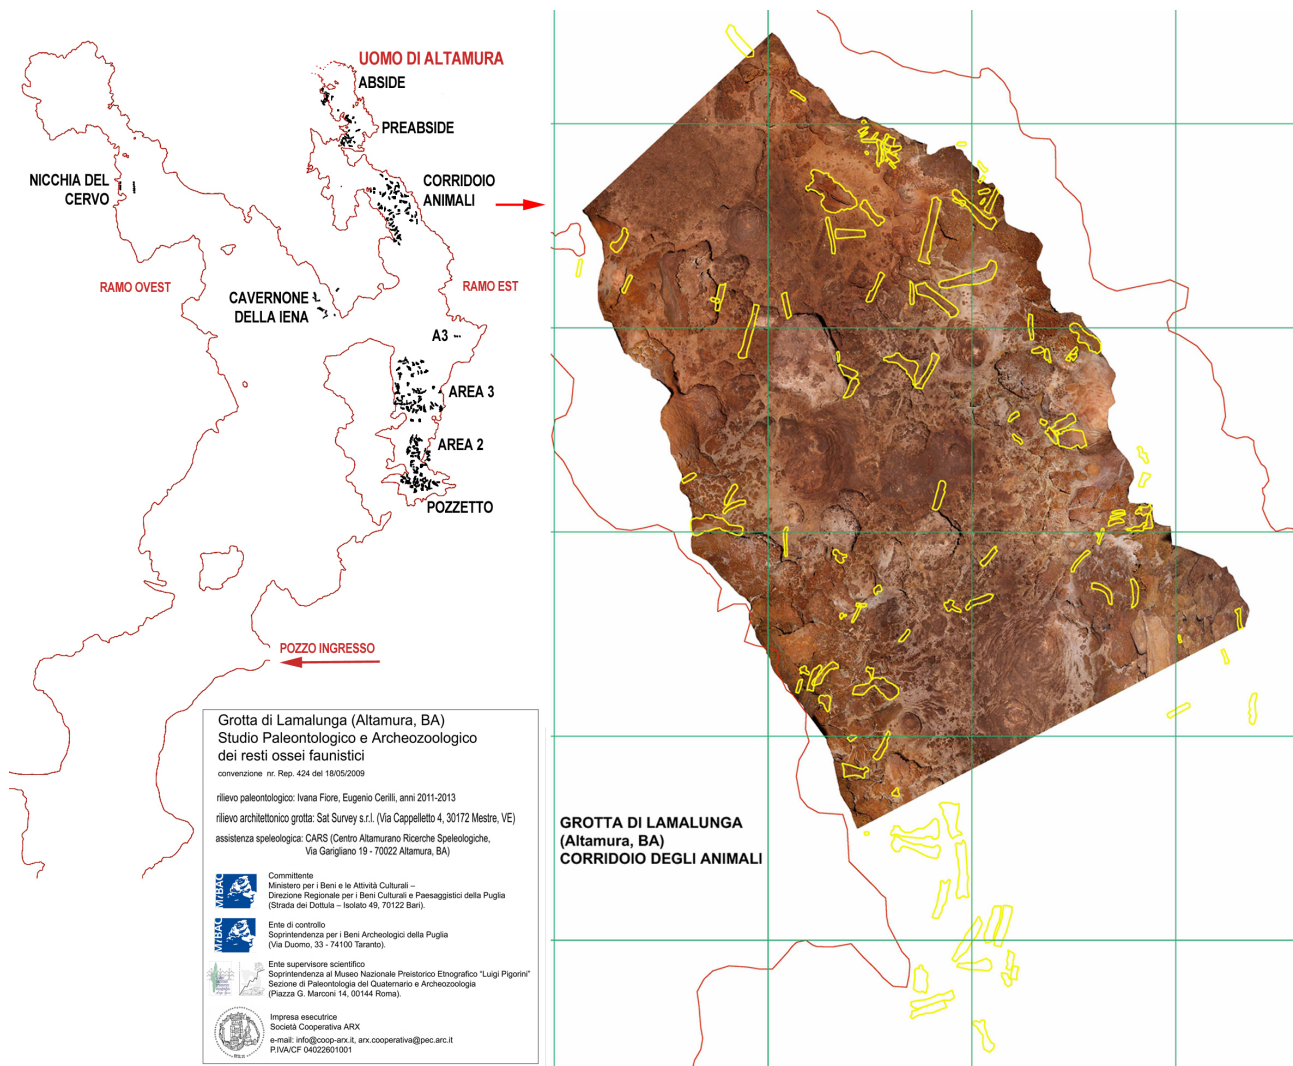 UOMO DI ALTAMURA
ABSIDE
PREABSIDE
NICCHIA DEL
CERVO
CORRIDOIO
ANIMALI
RAMO OVEST
RAMO EST
CAVERNONE
DELLA IENA
A3
AREA 3
AREA 2
POZZETTO
POZZO INGRESSO
Grotta di Lamalunga (Altamura, BA)
Studio Paleontologico e Archeozoologico
dei resti ossei faunistici
convenzione nr. Rep. 424 del 18/05/2009
rilievo paleontologico: Ivana Fiore, Eugenio Cerilli, anni 2011-2013
rilievo architettonico grotta: Sat Survey s.r.l. (Via Cappelletto 4, 30172 Mestre, VE)
assistenza speleologica: CARS (Centro Altamurano Ricerche Speleologiche,
Via Garigliano 19 - 70022 Altamura, BA)
MiBAC
Committente
Ministero per i Beni e le Attività Culturali –
Direzione Regionale per i Beni Culturali e Paesaggistici della Puglia
(Strada dei Dottula – Isolato 49, 70122 Bari).
MiBAC
Ente di controllo
Soprintendenza per i Beni Archeologici della Puglia
(Via Duomo, 33 - 74100 Taranto).
Ente supervisore scientifico
Soprintendenza al Museo Nazionale Preistorico Etnografico “Luigi Pigorini”
Sezione di Paleontologia del Quaternario e Archeozoologia
(Piazza G. Marconi 14, 00144 Roma).
Impresa esecutrice
Società Cooperativa ARX
e-mail: info@coop-arx.it, arx.cooperativa@pec.arc.it
P.IVA/CF 04022601001
GROTTA DI LAMALUNGA
(Altamura, BA)
CORRIDOIO DEGLI ANIMALI